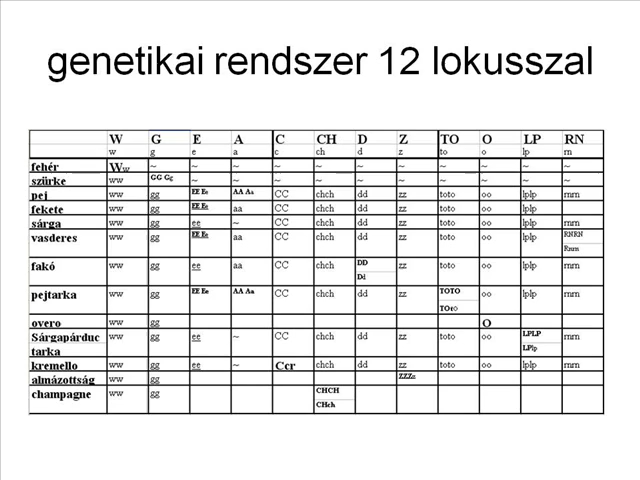 genetikai rendszer 12 lokusszal
W G E A C CH D Z TO O LP RN
w g e a c ch d z to o lp rn
fehér Ww ~ ~ ~ ~ ~ ~ ~ ~ ~ ~ ~
szürke ww GG Gg ~ ~ ~ ~ ~ ~ ~ ~ ~ ~
pej ww gg EE Ee AA Aa CC chch dd zz toto oo lplp rnrn
fekete ww gg EE Ee aa CC chch dd zz toto oo lplp
sárga ww gg ee ~ CC chch dd zz toto oo lplp rnrn
vasderes ww gg EE Ee aa CC chch dd zz toto oo lplp RNRN
Rnrn
fakó ww gg ee aa CC chch DD zz toto oo lplp rnrn
Dd
pejtarka ww gg EE Ee AA Aa CC chch dd zz TOTO oo lplp rnrn
TOto
overo ww gg O
Sárgapárduc ww gg ee ~ CC chch dd zz toto oo LPLP rnrn
tarka LPlp
kremello ww gg ee ~ Ccr chch dd zz toto oo lplp rnrn
almázottság ww gg ZZZz
champagne ww gg CHCH
CHch